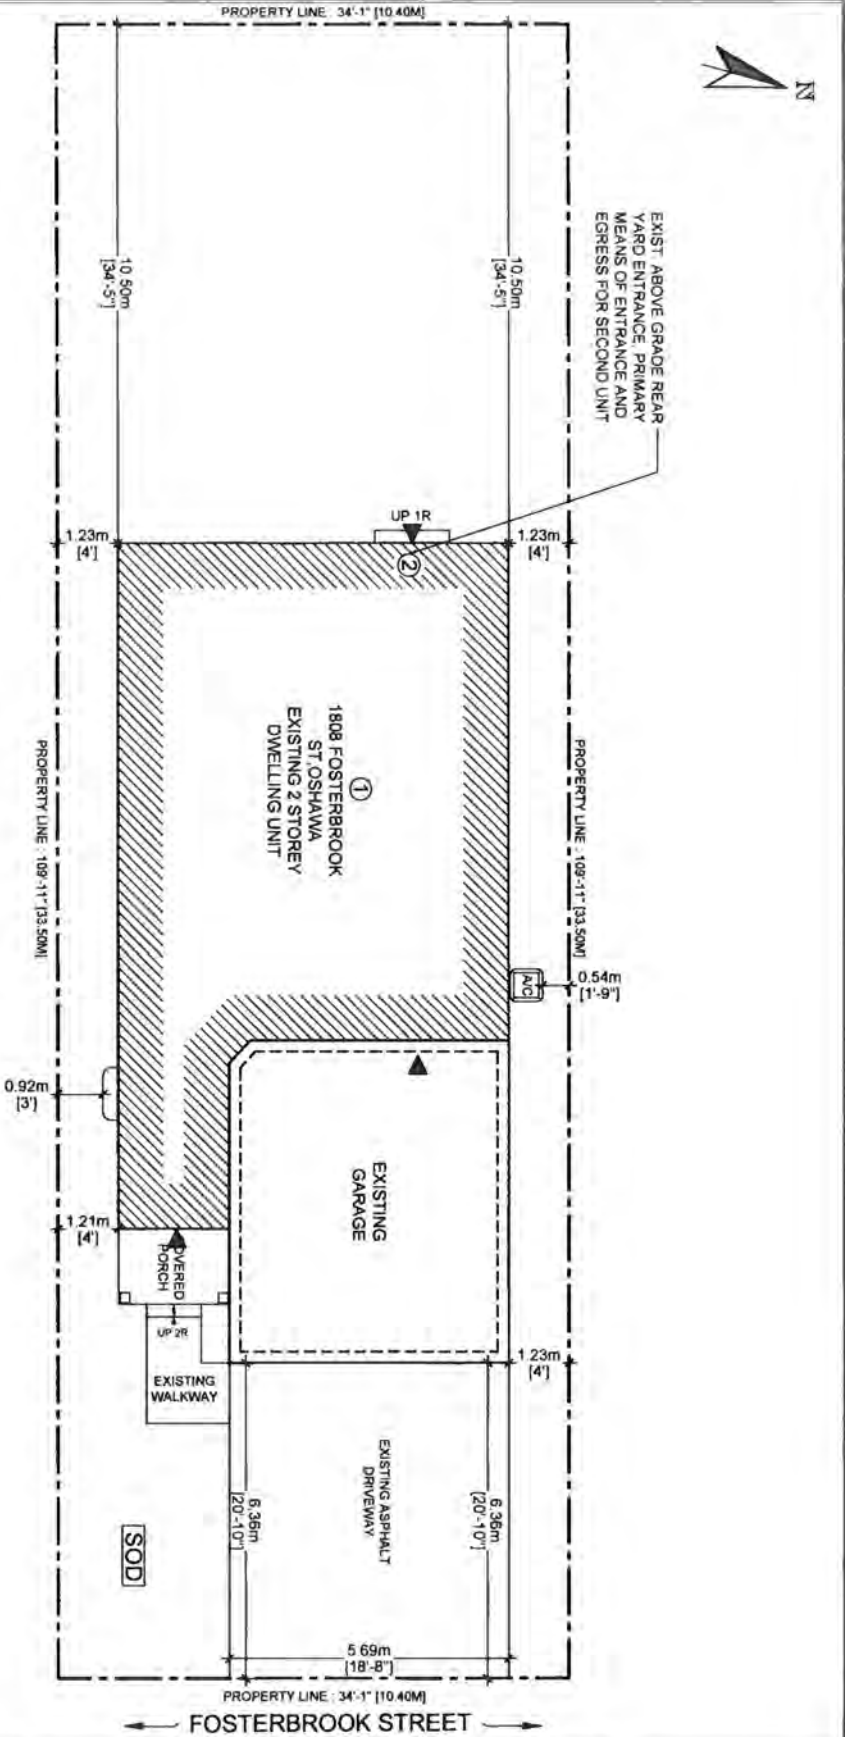 PROPERTY LINE : 34'-1" [10.40M]
N
EXIST. ABOVE GRADE REAR
YARD ENTRANCE, PRIMARY
MEANS OF ENTRANCE AND
EGRESS FOR SECOND UNIT
10.50m
[34'-5"]
10.50m
[34'-5"]
UP 1R
1.23m
[4']
1.23m
[4']
2
1
1808 FOSTERBROOK
ST,OSHAWA
EXISTING 2 STOREY
DWELLING UNIT
PROPERTY LINE : 109'-11" [33.50M]
PROPERTY LINE : 109'-11" [33.50M]
A/C
0.54m
[1'-9"]
0.92m
[3']
EXISTING
GARAGE
1.21m
[4']
OVERED
PORCH
UP 2R
EXISTING
WALKWAY
1.23m
[4']
EXISTING ASPHALT
DRIVEWAY
6.36m
[20'-10"]
6.36m
[20'-10"]
SOD
5.69m
[18'-8"]
PROPERTY LINE : 34'-1" [10.40M]
FOSTERBROOK STREET